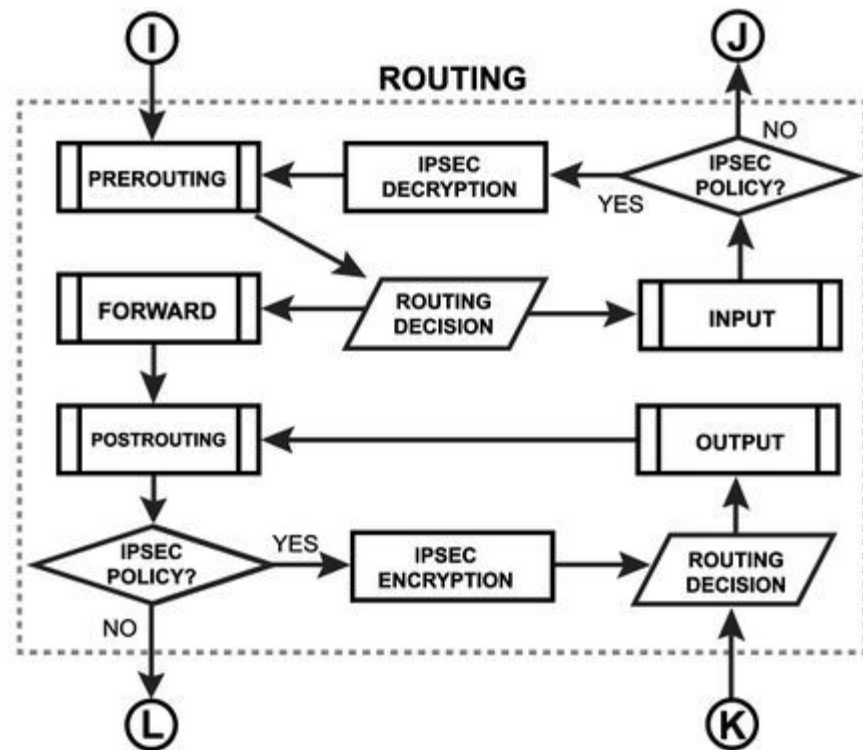 I
J
ROUTING
NO
PREROUTING
IPSEC
DECRYPTION
IPSEC
POLICY?
YES
FORWARD
ROUTING
DECISION
INPUT
POSTROUTING
OUTPUT
IPSEC
POLICY?
YES
IPSEC
ENCRYPTION
ROUTING
DECISION
NO
L
K